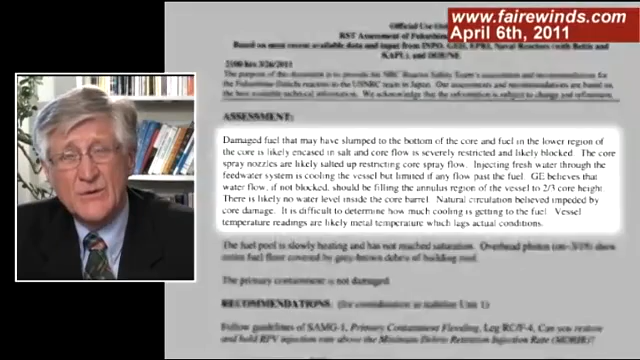 www.fairewinds.com
April 6th, 2011
Official Use Only
RST Assessment of Fukushima
Based on most recent available data and input from INPO, GEH, EPRI, Naval Reactors (with Bettis and
KAPL), and DOE/NE
2100 hrs 3/26/2011
The purpose of this document is to provide the NRC Reactor Safety Team's assessment and recommendations for
the Fukushima Daiichi reactors to the USNRC team in Japan. Our assessments and recommendations are based on
the best available technical information. We acknowledge that the information is subject to change and refinement.
ASSESSMENT:
Damaged fuel that may have slumped to the bottom of the core and fuel in the lower region of
the core is likely encased in salt and core flow is severely restricted and likely blocked. The core
spray nozzles are likely salted up restricting core spray flow. Injecting fresh water through the
feedwater system is cooling the vessel but limited if any flow past the fuel. GE believes that
water flow, if not blocked, should be filling the annulus region of the vessel to 2/3 core height.
There is likely no water level inside the core barrel. Natural circulation believed impeded by
core damage. It is difficult to determine how much cooling is getting to the fuel. Vessel
temperature readings are likely metal temperature which lags actual conditions.
The fuel pool is slowly heating and has not reached saturation. Overhead photos (on 3/19) show
entire fuel floor covered by grey-brown debris of building roof.
The primary containment is not damaged
RECOMMENDATIONS: (for consideration to stabilize Unit 1)
Follow guidelines of SAMG-1, Primary Containment Flooding, Leg RC/F-4, Can you restore
and hold RPV injection rate above the Minimum Debris Retention Injection Rate (MDRIR)?